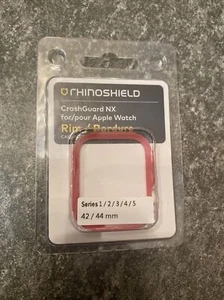 RHINOSHIELD
CrashGuard NX
for/pour Apple Watch
Rim / Bordure
Series 1 / 2 / 3 / 4 / 5
42 / 44 mm